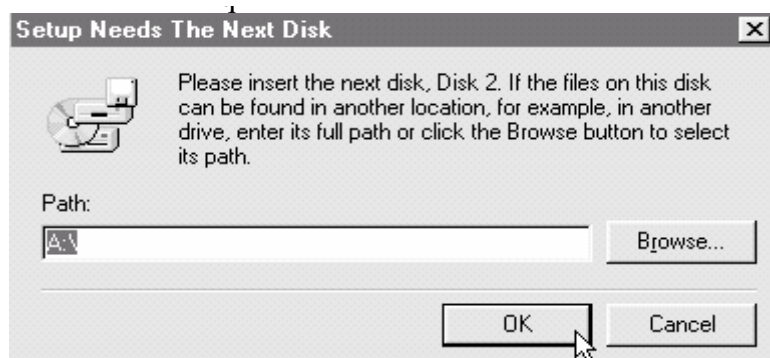 Setup Needs The Next Disk
Please insert the next disk, Disk 2. If the files on this disk
can be found in another location, for example, in another
drive, enter its full path or click the Browse button to select
its path.
Path:
A:\
Browse...
OK
Cancel